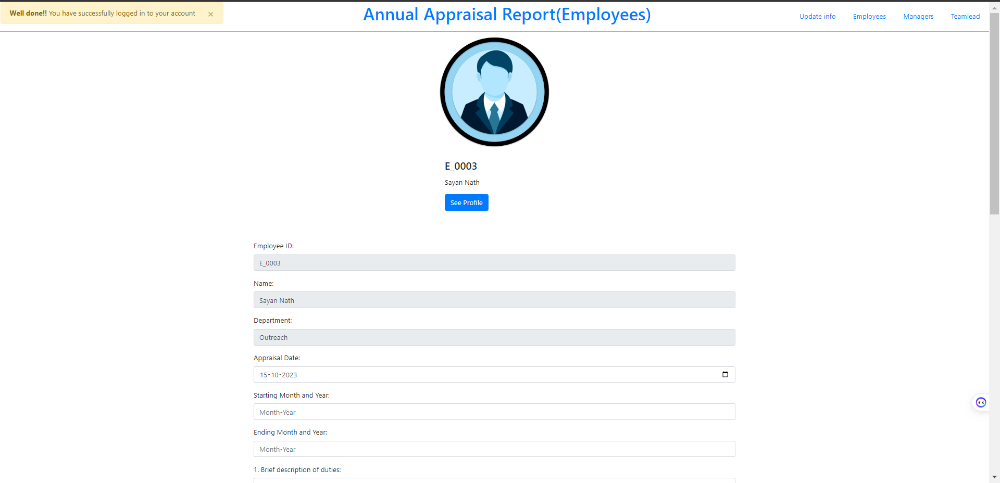 Well done!! You have successfully logged in to your account ×
Annual Appraisal Report(Employees)
Update info Employees Managers Teamlead
E_0003
Sayan Nath
See Profile
Employee ID:
E_0003
Name:
Sayan Nath
Department:
Outreach
Appraisal Date:
15-10-2023
Starting Month and Year:
Month-Year
Ending Month and Year:
Month-Year
1. Brief description of duties: